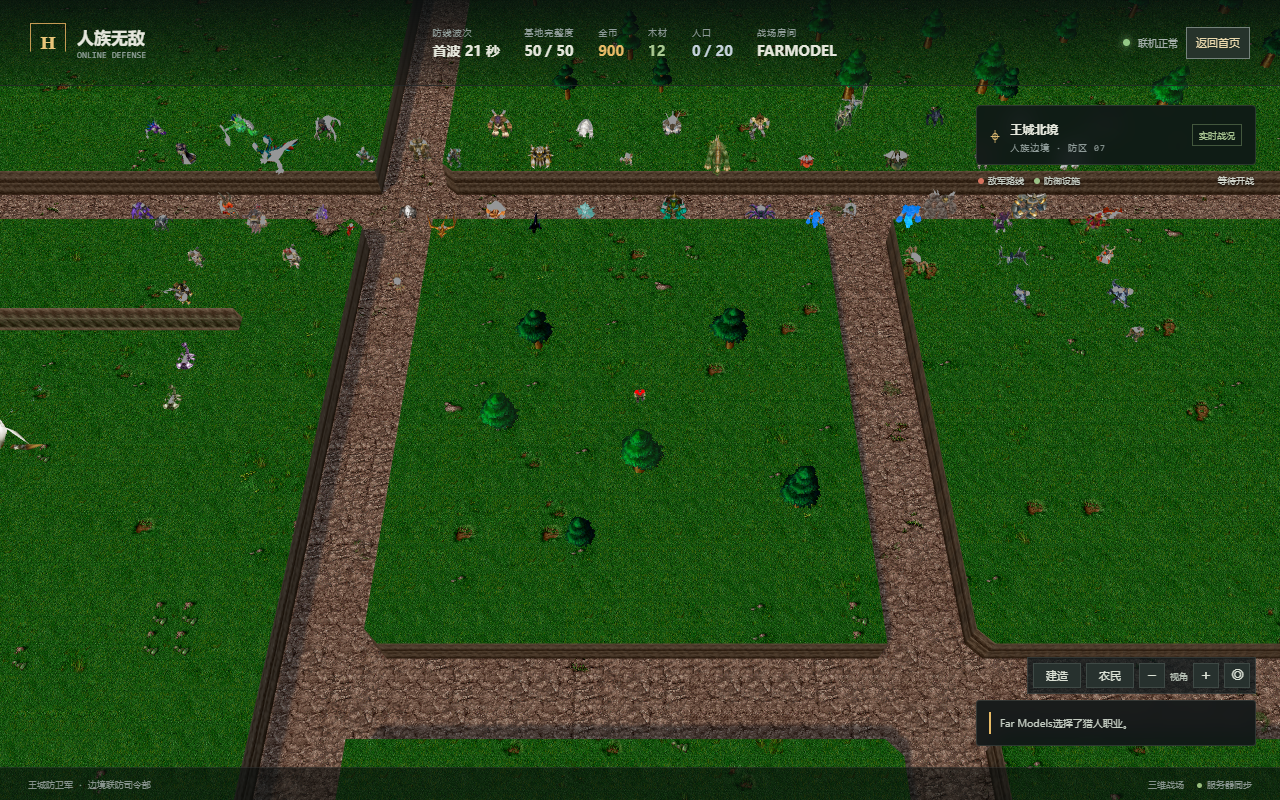 H
人族无敌
ONLINE DEFENSE
防线波次
首波 21 秒
基地完整度
50 / 50
金币
900
木材
12
人口
0 / 20
战场房间
FARMODEL
联机正常
返回首页
王城北境
人族边境 · 防区 07
实时战况
敌军路线
防御设施
等待开战
建造
农民
−
视角
+
◎
Far Models选择了猎人职业。
王城防卫军 · 边境联防司令部
三维战场
服务器同步